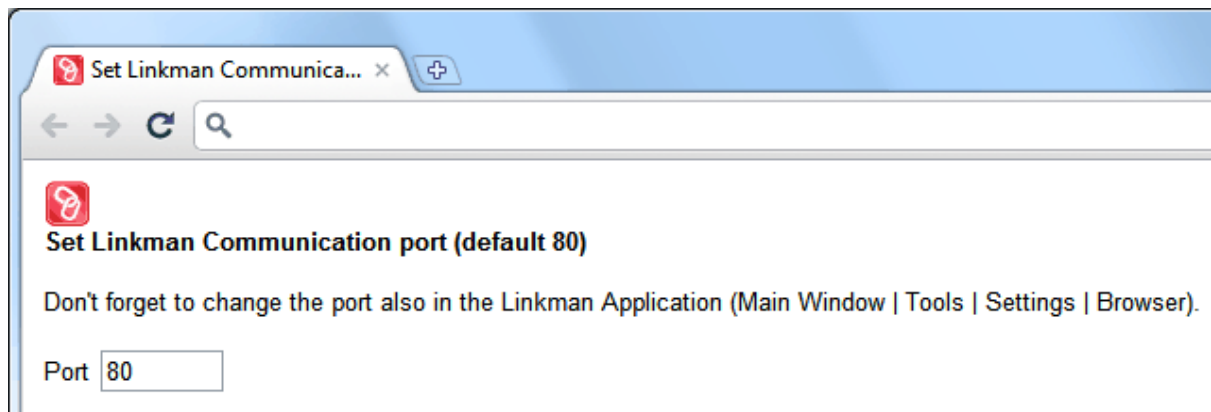 Set Linkman Communica...
Set Linkman Communication port (default 80)
Don't forget to change the port also in the Linkman Application (Main Window | Tools | Settings | Browser).
Port 80